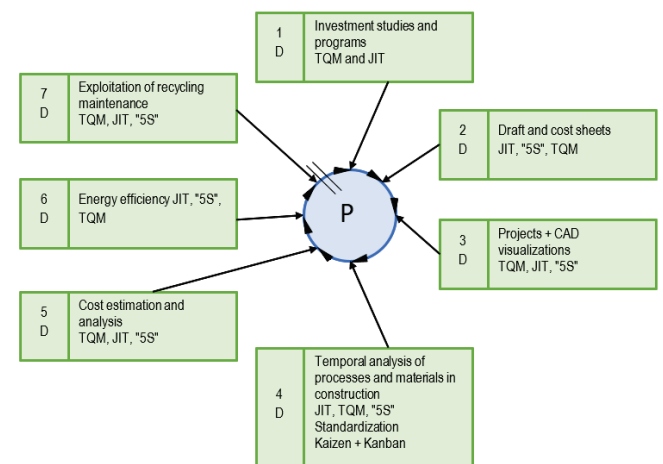 1
D
Investment studies and
programs
TQM and JIT
2
D
Draft and cost sheets
JIT, "5S", TQM
3
D
Projects + CAD
visualizations
TQM, JIT, "5S"
4
D
Temporal analysis of
processes and materials in
construction
JIT, TQM, "5S"
Standardization
Kaizen + Kanban
5
D
Cost estimation and
analysis
TQM, JIT, "5S"
6
D
Energy efficiency JIT, "5S",
TQM
7
D
Exploitation of recycling
maintenance
TQM, JIT, "5S"
P